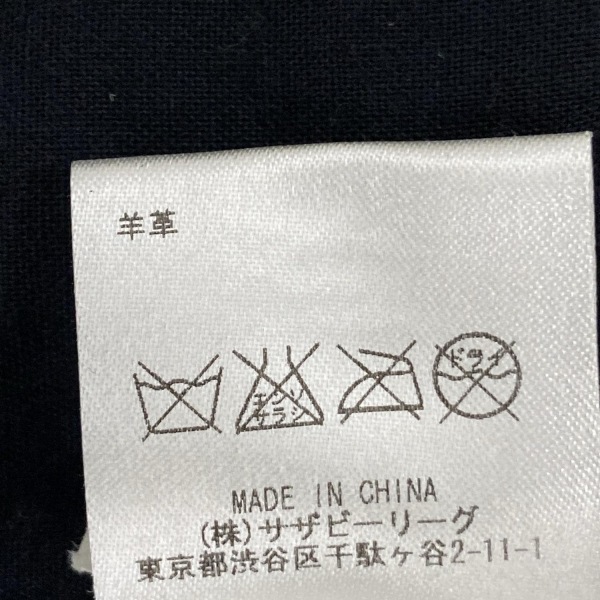 羊革
エンソ
サラシ
ドライ
MADE IN CHINA
(株)サザビーリーグ
東京都渋谷区千駄ヶ谷2-11-1